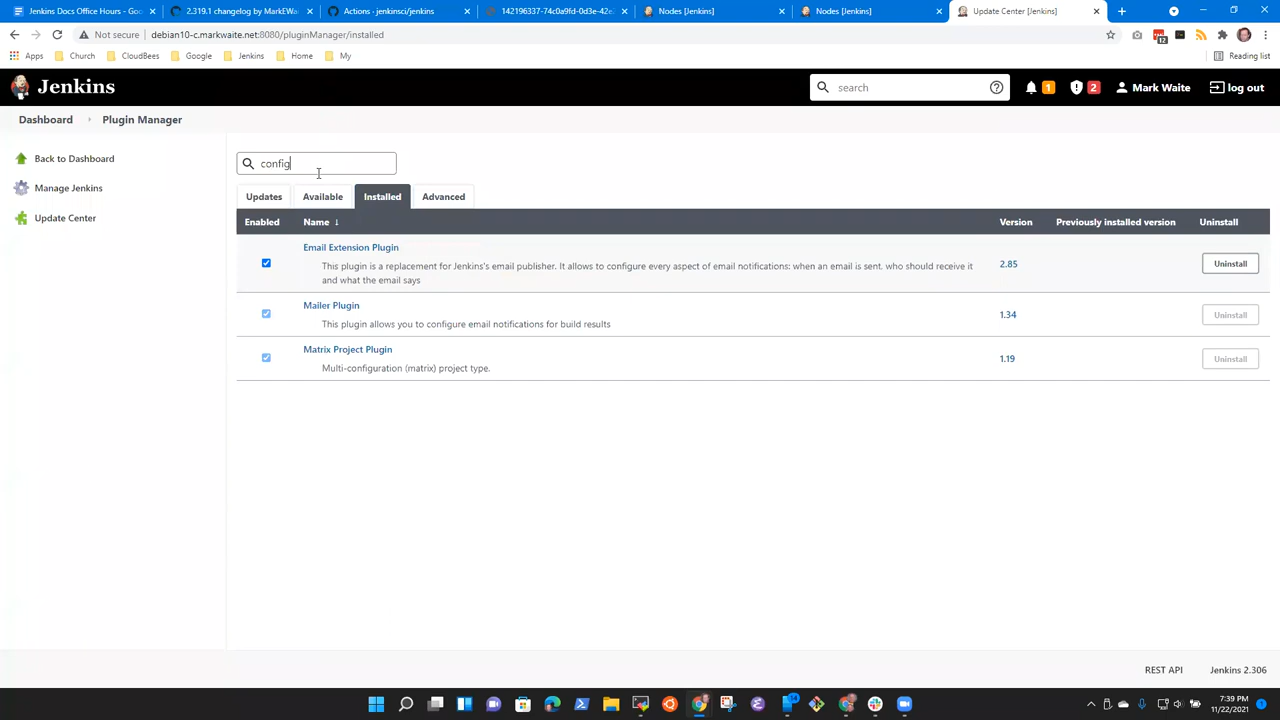 Jenkins Docs Office Hours - Goo
2.319.1 changelog by MarkEWai
Actions · jenkinsci/jenkins
142196337-74c0a9fd-0d3e-42e
Nodes [Jenkins]
Nodes [Jenkins]
Update Center [Jenkins]
Not secure
debian10-c.markwaite.net:8080/pluginManager/installed
12
Apps
Church
CloudBees
Google
Jenkins
Home
My
Reading list
Jenkins
search
1
2
Mark Waite
log out
Dashboard
Plugin Manager
Back to Dashboard
Manage Jenkins
Update Center
config
Updates
Available
Installed
Advanced
Enabled
Name ↓
Version
Previously installed version
Uninstall
Email Extension Plugin
This plugin is a replacement for Jenkins's email publisher. It allows to configure every aspect of email notifications: when an email is sent, who should receive it
and what the email says
2.85
Uninstall
Mailer Plugin
This plugin allows you to configure email notifications for build results
1.34
Uninstall
Matrix Project Plugin
Multi-configuration (matrix) project type.
1.19
Uninstall
REST API
Jenkins 2.306
7:39 PM
11/22/2021